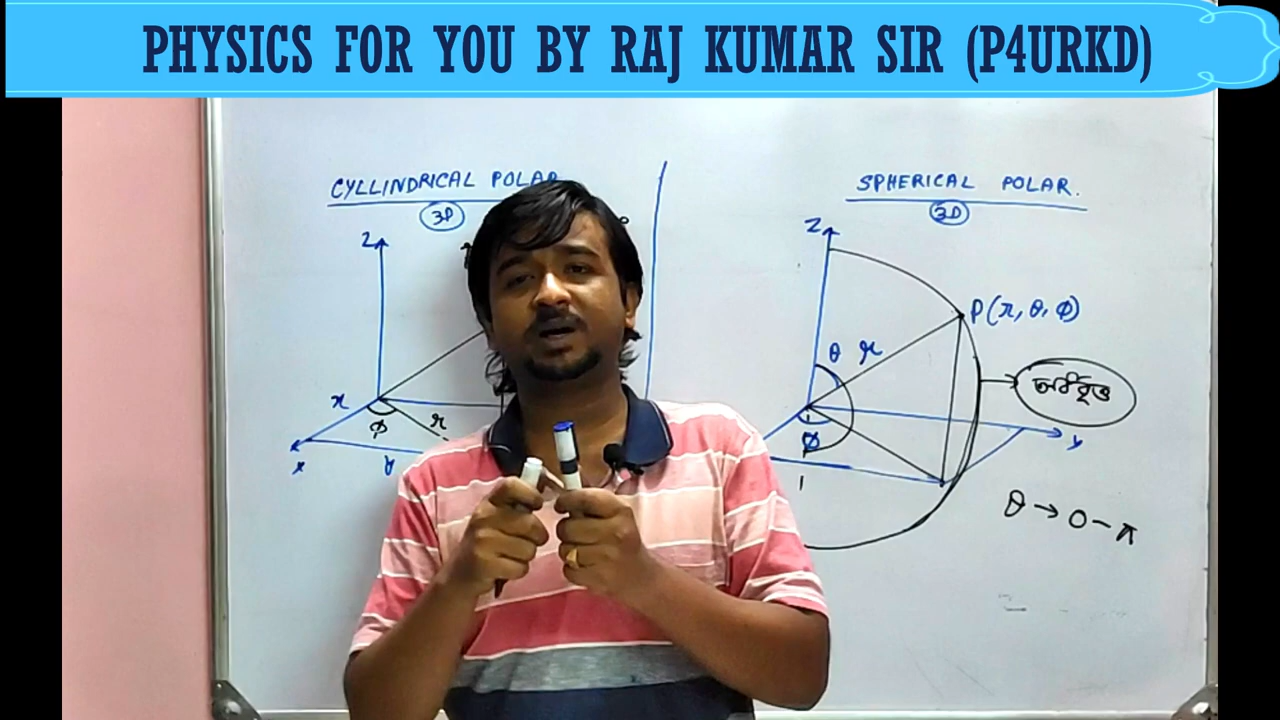 PHYSICS FOR YOU BY RAJ KUMAR SIR (P4URKD)
CYLLINDRICAL POLAR
3D
Z
x
φ
r
x
SPHERICAL POLAR.
3D
Z
P(r, θ, φ)
θ r
অর্ধবৃত্ত
φ
y
θ → 0 - π